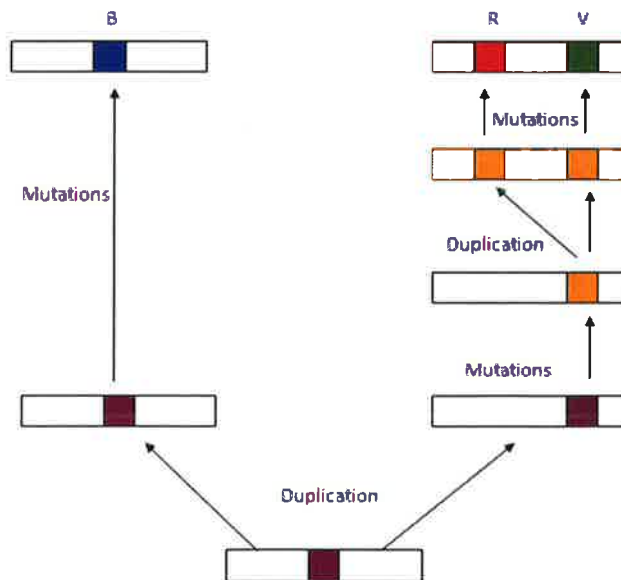 B
R V
Mutations
Mutations
Duplication
Mutations
Duplication